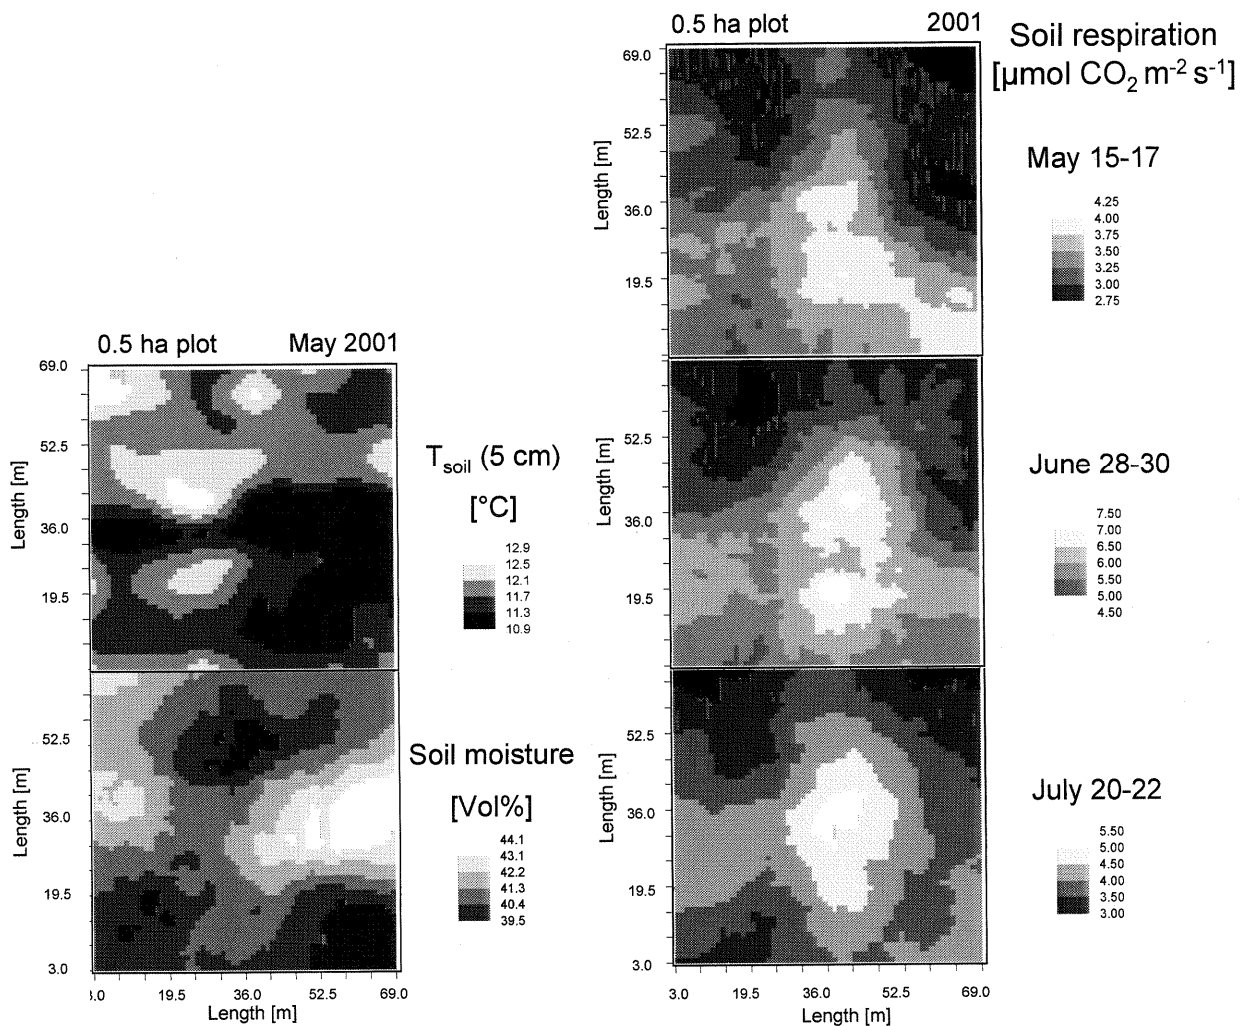 0.5 ha plot 2001
Soil respiration
[µmol CO2 m-2 s-1]
69.0
52.5
36.0
19.5
Length [m]
May 15-17
4.25
4.00
3.75
3.50
3.25
3.00
2.75
52.5
36.0
19.5
Length [m]
June 28-30
7.50
7.00
6.50
6.00
5.50
5.00
4.50
52.5
36.0
19.5
3.0
Length [m]
July 20-22
5.50
5.00
4.50
4.00
3.50
3.00
3.0 19.5 36.0 52.5 69.0
Length [m]
0.5 ha plot May 2001
69.0
52.5
36.0
19.5
Length [m]
Tsoil (5 cm)
[°C]
12.9
12.5
12.1
11.7
11.3
10.9
52.5
36.0
19.5
3.0
Length [m]
Soil moisture
[Vol%]
44.1
43.1
42.2
41.3
40.4
39.5
3.0 19.5 36.0 52.5 69.0
Length [m]